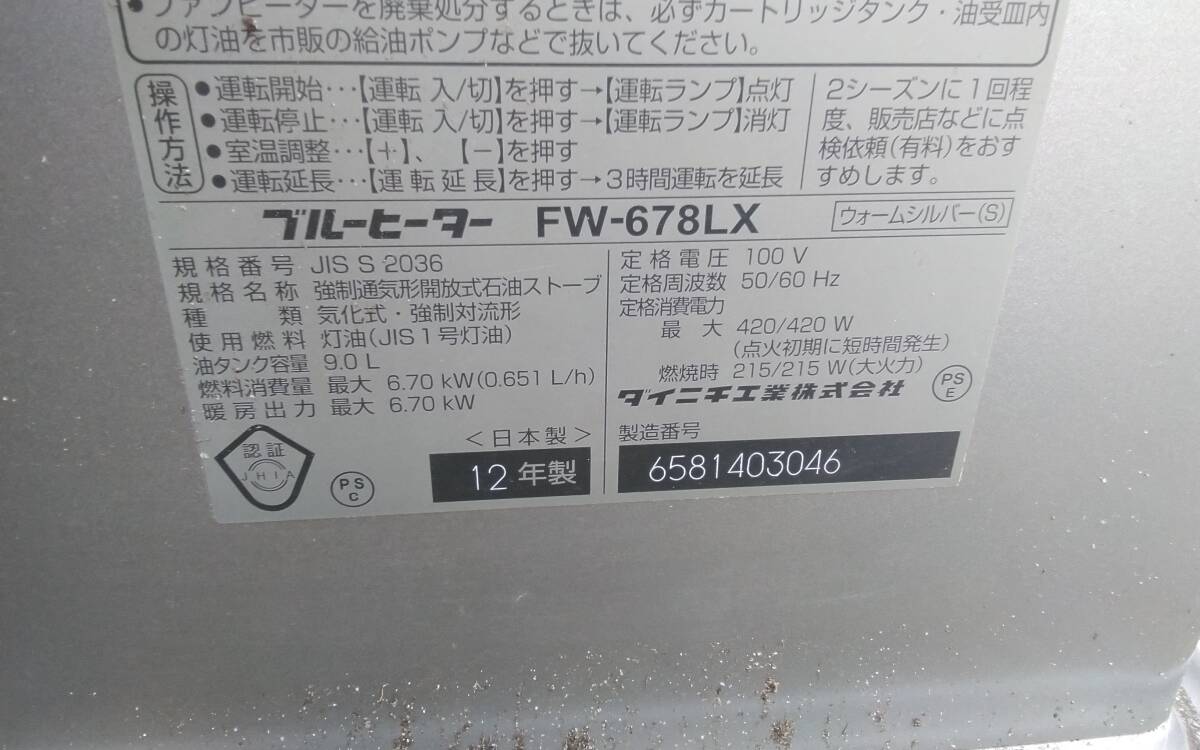 ●ファンヒーターを廃棄処分するときは、必ずカートリッジタンク・油受皿内
の灯油を市販の給油ポンプなどで抜いてください。
操作方法
●運転開始…【運転 入/切】を押す→【運転ランプ】点灯
●運転停止…【運転 入/切】を押す→【運転ランプ】消灯
●室温調整…【+】、【-】を押す
●運転延長…【運転延長】を押す→3時間運転を延長
2シーズンに1回程
度、販売店などに点
検依頼(有料)をおす
すめします。
ブルーヒーター FW-678LX ウォームシルバー(S)
規格番号 JIS S 2036
規格名称 強制通気形開放式石油ストーブ
種類 気化式・強制対流形
使用燃料 灯油(JIS1号灯油)
油タンク容量 9.0 L
燃料消費量 最大 6.70 kW(0.651 L/h)
暖房出力 最大 6.70 kW
認証
JHIA
PS
C
<日本製>
12年製
定格電圧 100 V
定格周波数 50/60 Hz
定格消費電力
最大 420/420 W
(点火初期に短時間発生)
燃焼時 215/215 W(大火力)
ダイニチ工業株式会社
PS
E
製造番号
6581403046